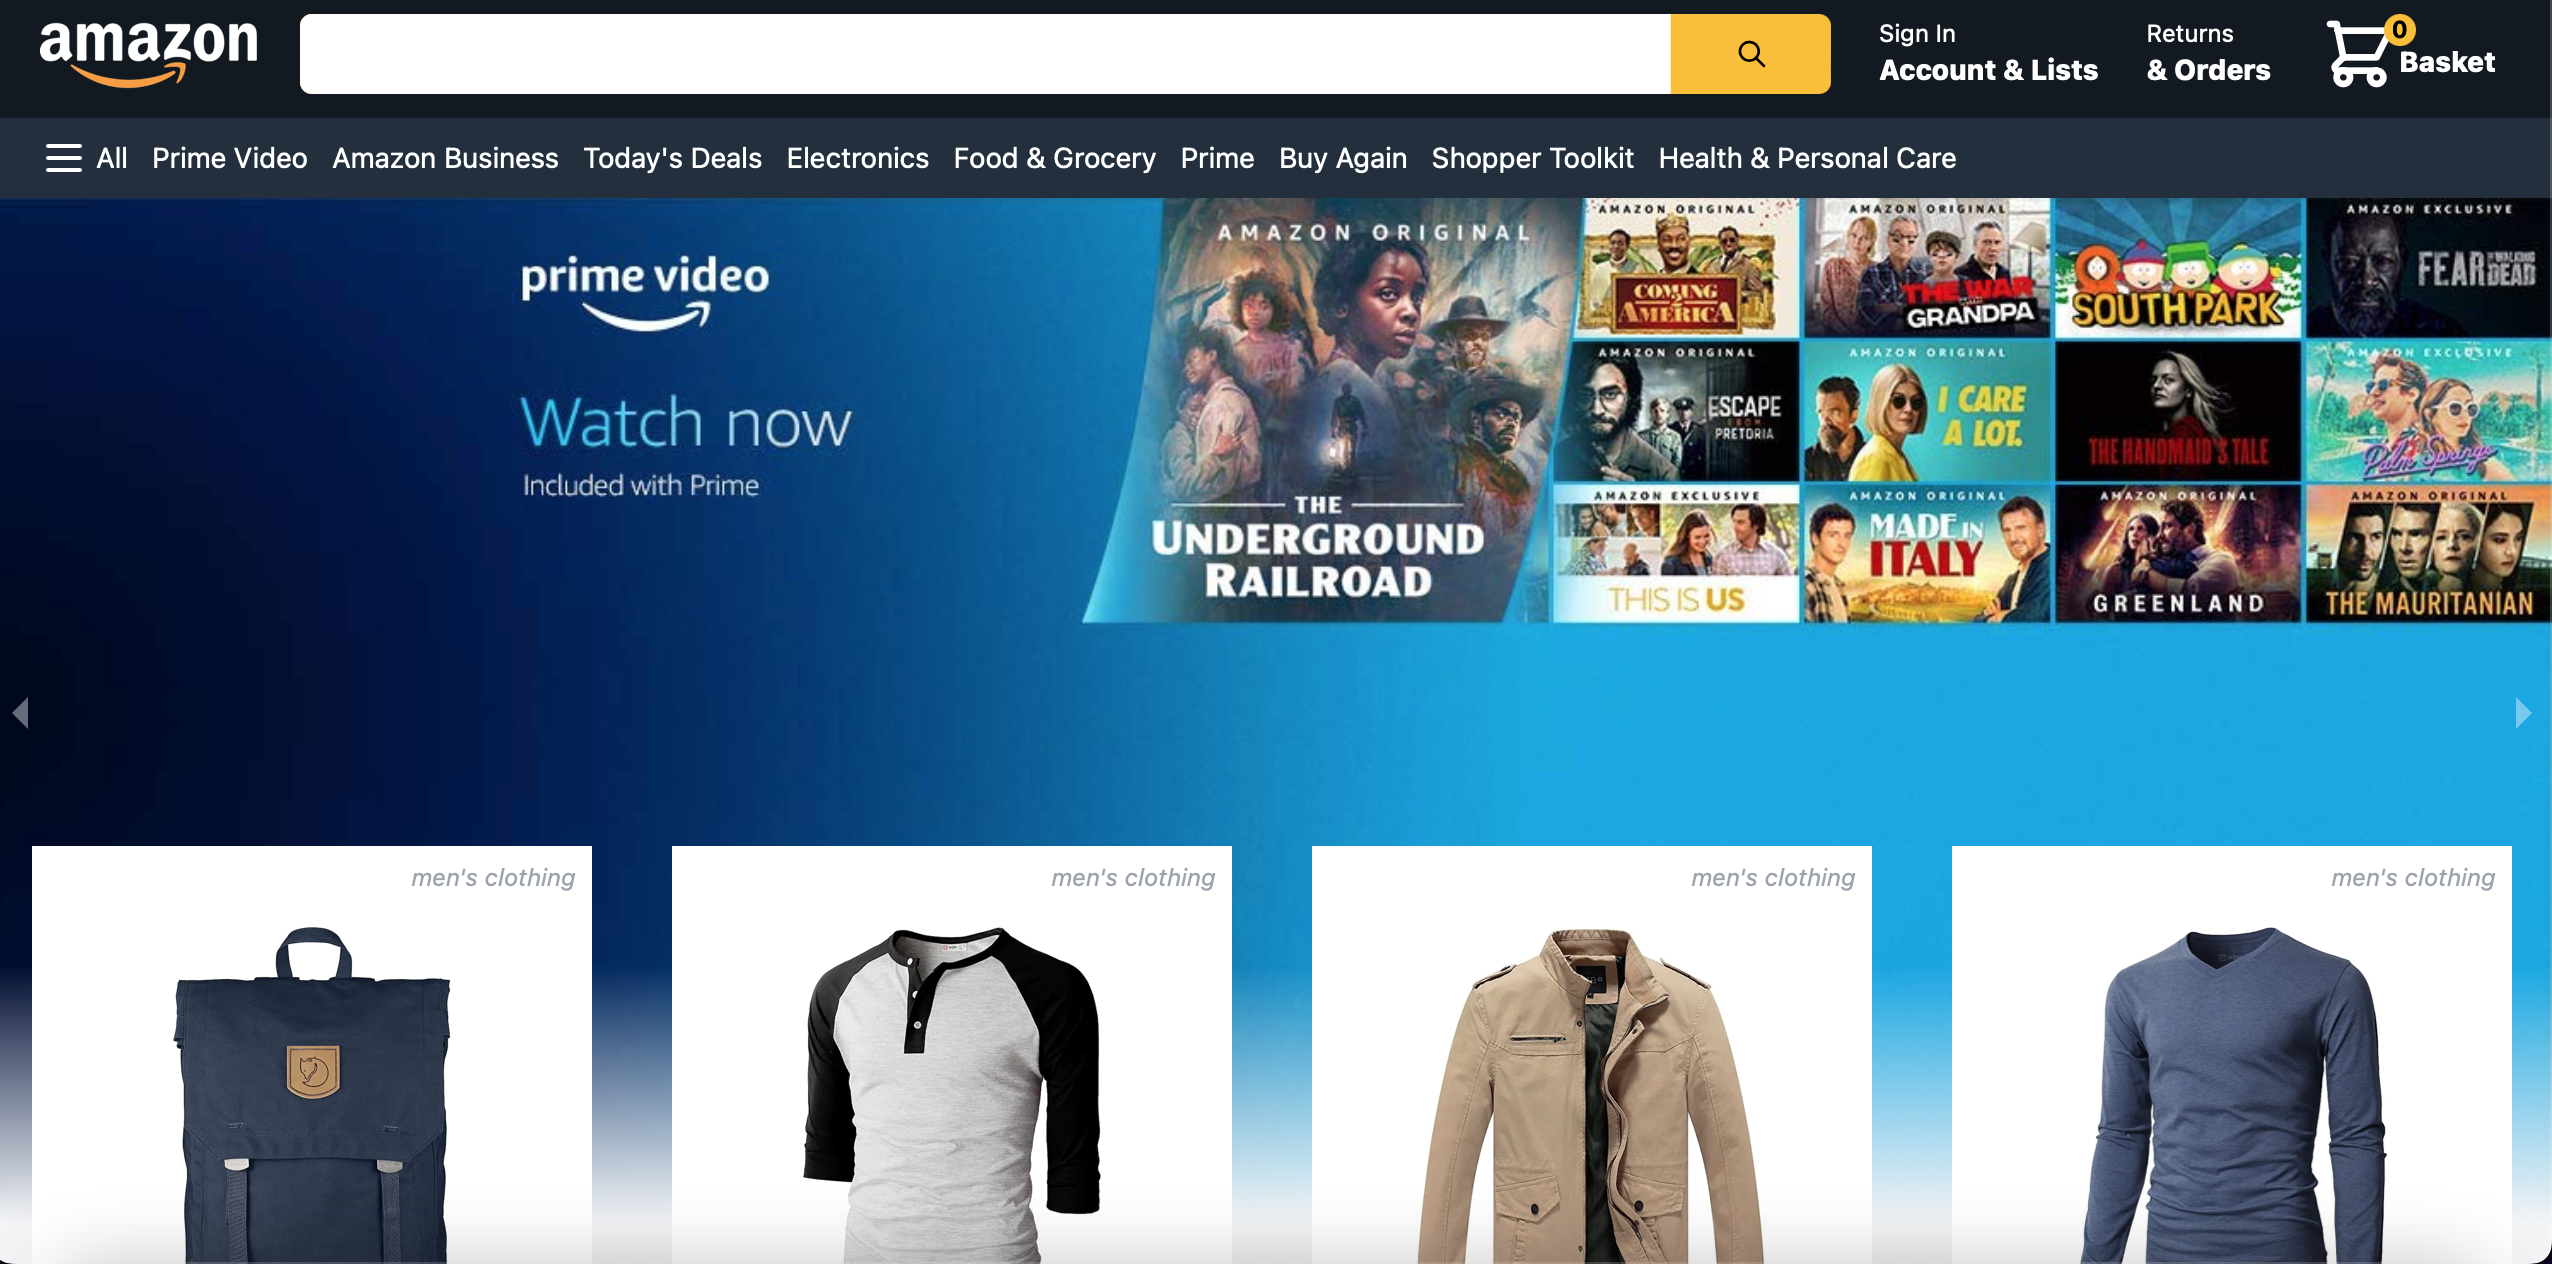 amazon
Sign In
Account & Lists
Returns
& Orders
0
Basket
All Prime Video Amazon Business Today's Deals Electronics Food & Grocery Prime Buy Again Shopper Toolkit Health & Personal Care
prime video
Watch now
Included with Prime
AMAZON ORIGINAL
THE
UNDERGROUND
RAILROAD
AMAZON ORIGINAL
COMING
2
AMERICA
AMAZON ORIGINAL
THE WAR
WITH
GRANDPA
SOUTH PARK
AMAZON EXCLUSIVE
FEAR THE WALKING DEAD
AMAZON ORIGINAL
ESCAPE
FROM
PRETORIA
AMAZON ORIGINAL
I CARE
A LOT.
THE HANDMAID'S TALE
AMAZON EXCLUSIVE
Palm Springs
AMAZON EXCLUSIVE
THIS IS US
AMAZON ORIGINAL
MADE IN
ITALY
AMAZON ORIGINAL
GREENLAND
AMAZON ORIGINAL
THE MAURITANIAN
men's clothing
men's clothing
men's clothing
men's clothing